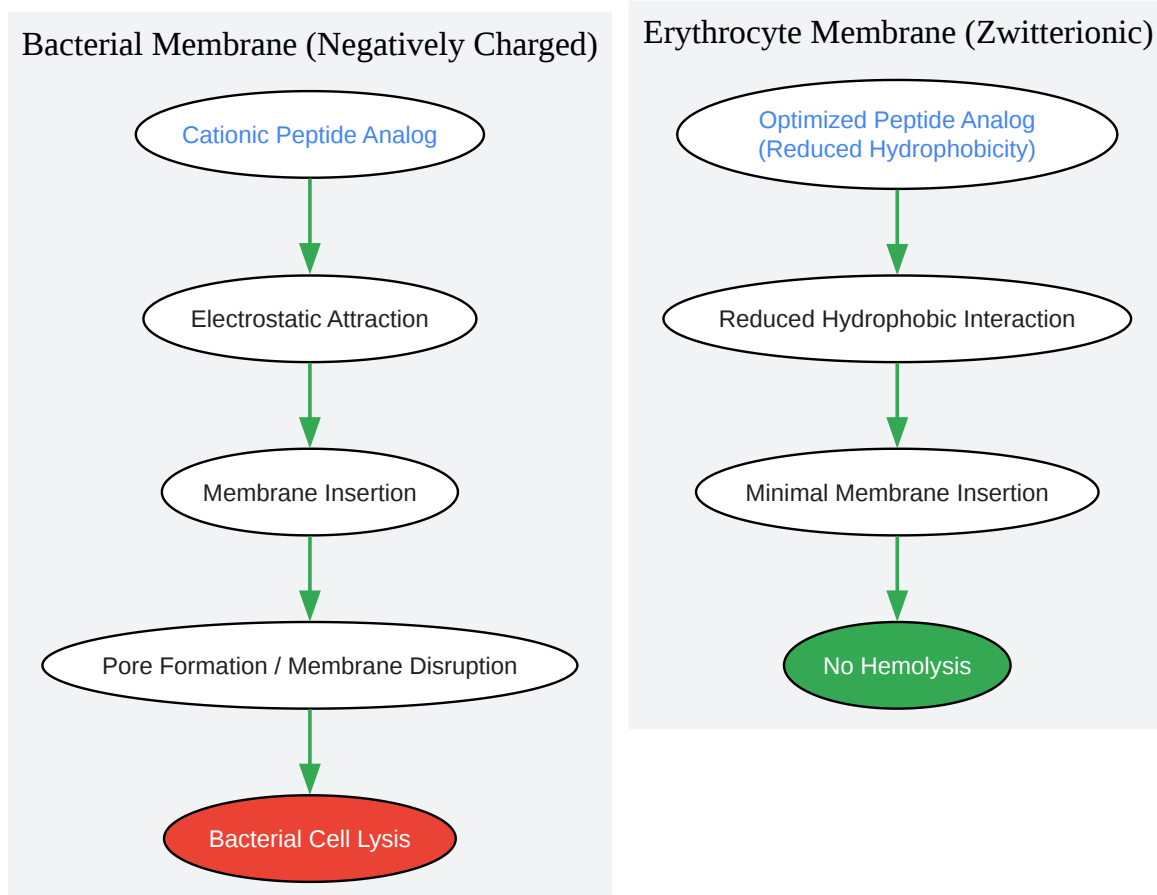 Bacterial Membrane (Negatively Charged)
Cationic Peptide Analog
Electrostatic Attraction
Membrane Insertion
Pore Formation / Membrane Disruption
Bacterial Cell Lysis
Erythrocyte Membrane (Zwitterionic)
Optimized Peptide Analog
(Reduced Hydrophobicity)
Reduced Hydrophobic Interaction
Minimal Membrane Insertion
No Hemolysis